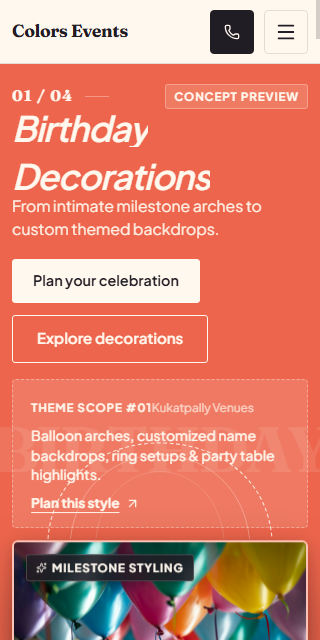 Colors Events
01 / 04
CONCEPT PREVIEW
Birthday
Decorations
From intimate milestone arches to
custom themed backdrops.
Plan your celebration
Explore decorations
THEME SCOPE #01 Kukatpally Venues
BIRTHDAY
Balloon arches, customized name
backdrops, ring setups & party table
highlights.
Plan this style
MILESTONE STYLING